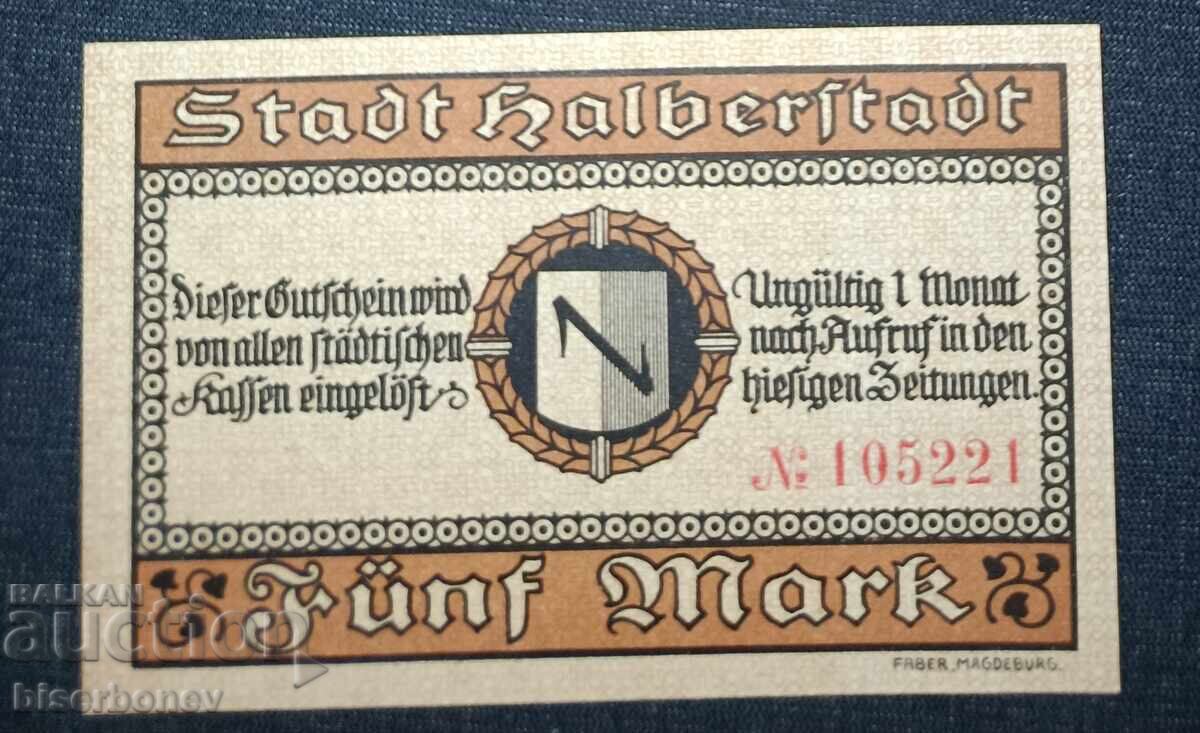 Stadt Halberſtadt
Dieſer Gutſchein wird
von allen ſtädtiſchen
Kaſſen eingelöſt
Ungültig 1 Monat
nach Aufruf in den
hieſigen Zeitungen.
№ 105221
Fünf Mark
FABER, MAGDEBURG.
BALKAN
auction
biserbonev